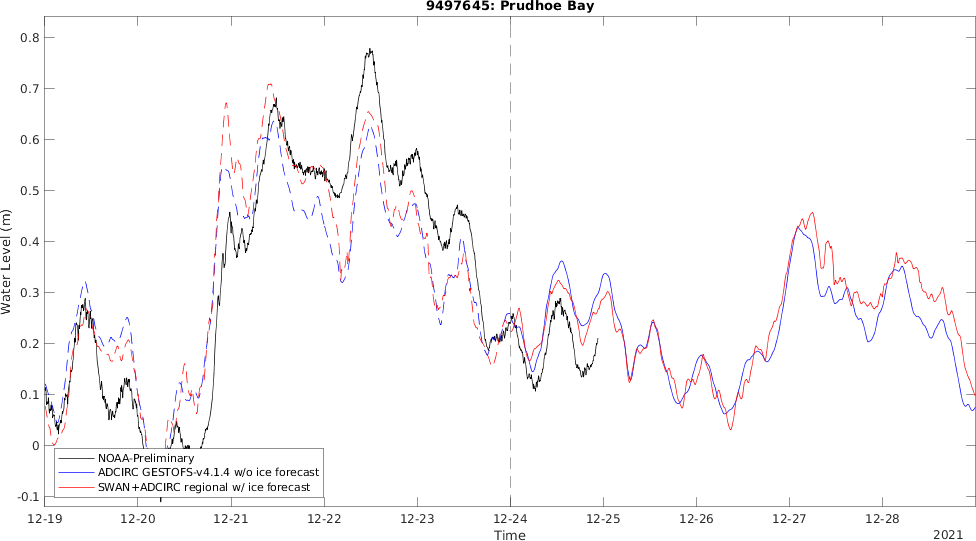 9497645: Prudhoe Bay
0.8
0.7
0.6
0.5
0.4
0.3
0.2
0.1
0
-0.1
Water Level (m)
NOAA-Preliminary
ADCIRC GESTOFS-v4.1.4 w/o ice forecast
SWAN+ADCIRC regional w/ ice forecast
12-19 12-20 12-21 12-22 12-23 12-24 12-25 12-26 12-27 12-28
Time
2021